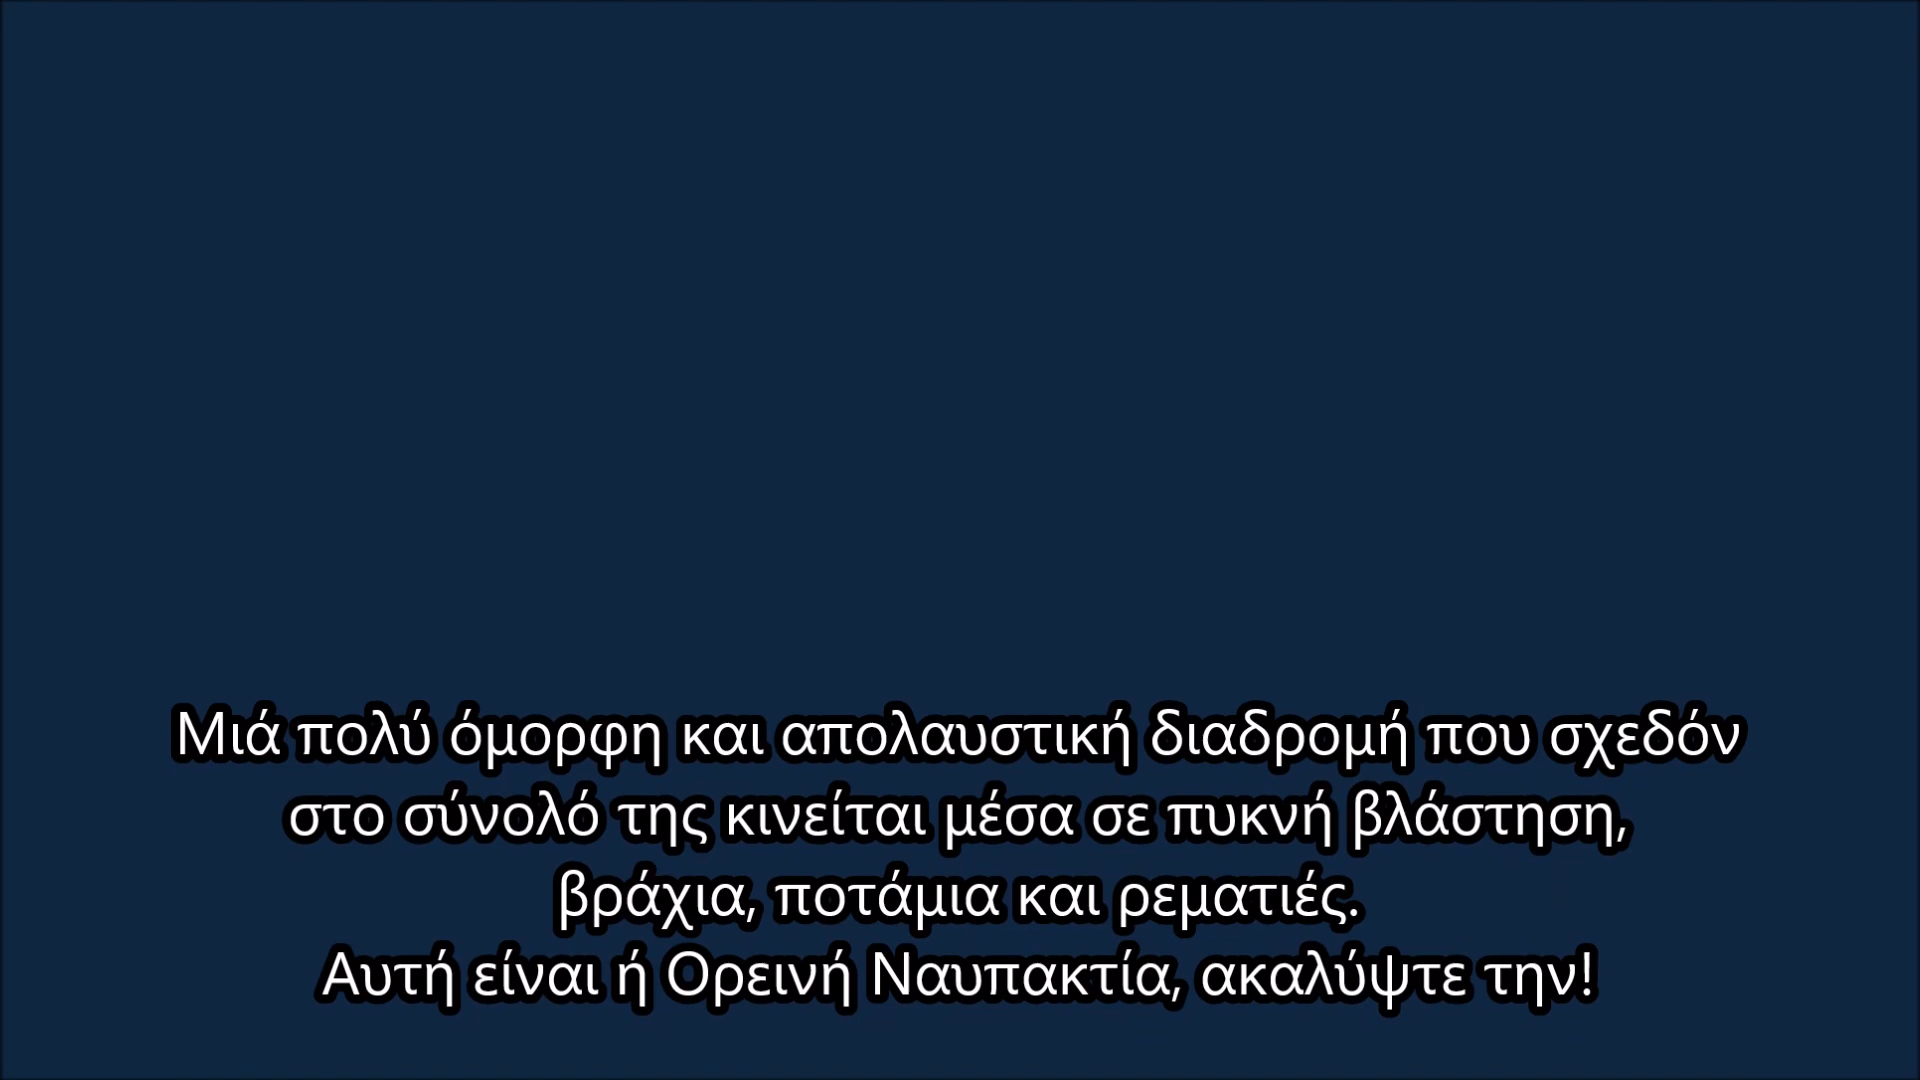 Μιά πολύ όμορφη και απολαυστική διαδρομή που σχεδόν
στο σύνολό της κινείται μέσα σε πυκνή βλάστηση,
βράχια, ποτάμια και ρεματιές.
Αυτή είναι ή Ορεινή Ναυπακτία, ακαλύψτε την!